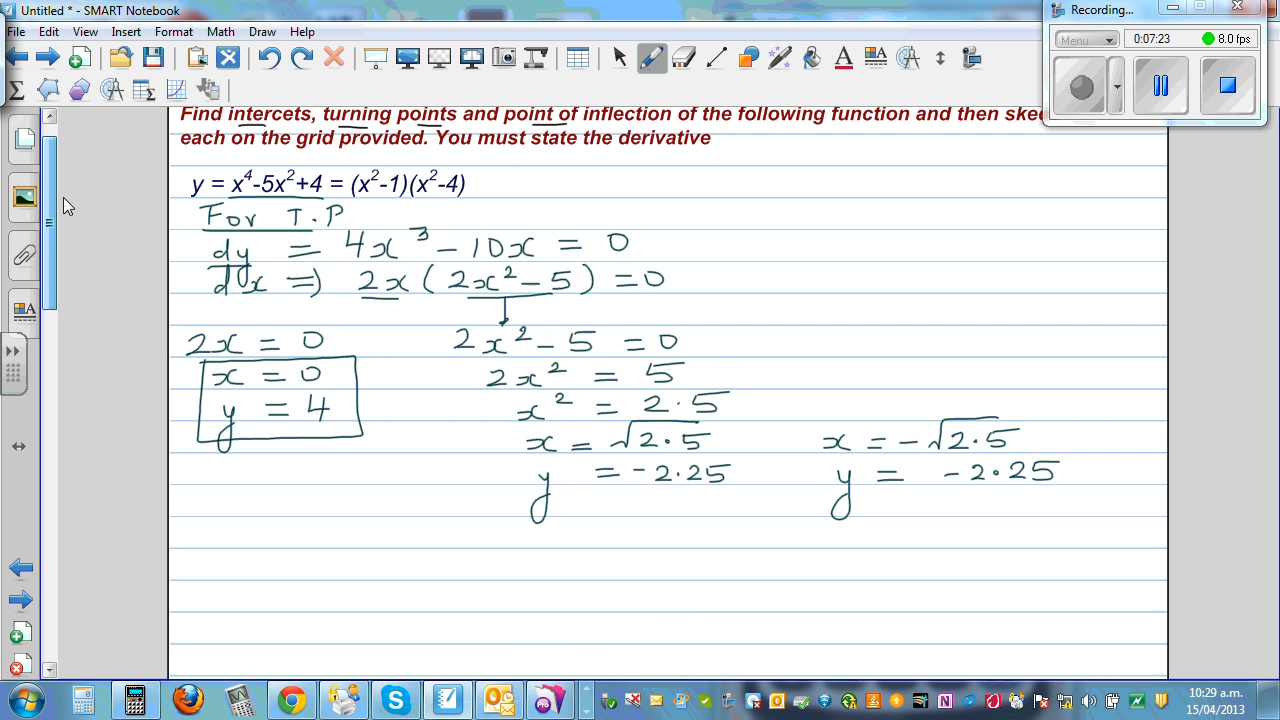 Untitled * - SMART Notebook
File Edit View Insert Format Math Draw Help
Recording...
Menu 0:07:23 8.0 fps
Find intercets, turning points and point of inflection of the following function and then ske
each on the grid provided. You must state the derivative
y = x⁴-5x²+4 = (x²-1)(x²-4)
For T.P
dy/dx = 4x³ - 10x = 0
⇒ 2x(2x² - 5) = 0
2x = 0
x = 0
y = 4
2x² - 5 = 0
2x² = 5
x² = 2.5
x = √2.5
y = -2.25
x = -√2.5
y = -2.25
10:29 a.m.
15/04/2013